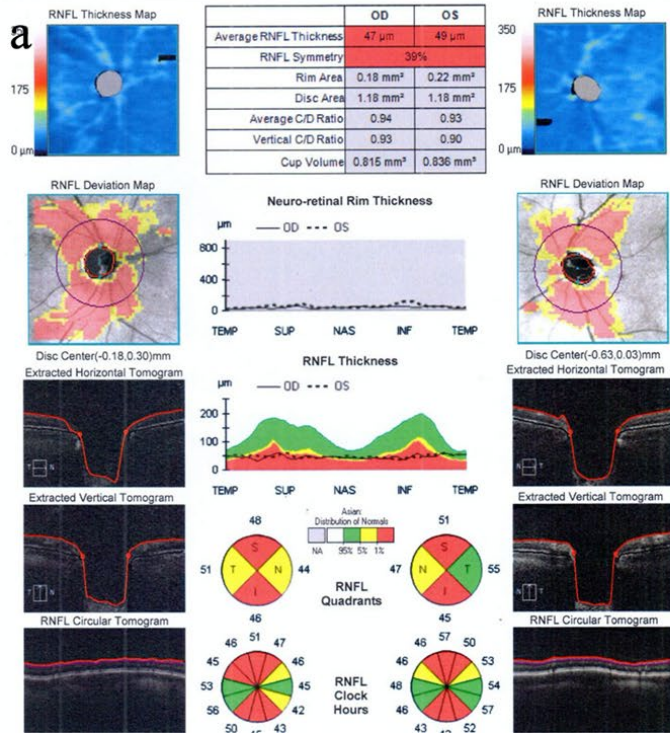 a
RNFL Thickness Map
175
0 µm
OD OS
Average RNFL Thickness 47 µm 49 µm
RNFL Symmetry 39%
Rim Area 0.18 mm² 0.22 mm²
Disc Area 1.18 mm² 1.18 mm²
Average C/D Ratio 0.94 0.93
Vertical C/D Ratio 0.93 0.90
Cup Volume 0.815 mm³ 0.836 mm³
RNFL Thickness Map
350
175
0 µm
RNFL Deviation Map
Disc Center(-0.18,0.30)mm
Neuro-retinal Rim Thickness
µm
OD OS
800
400
0
TEMP SUP NAS INF TEMP
RNFL Deviation Map
Disc Center(-0.63,0.03)mm
Extracted Horizontal Tomogram
T N
RNFL Thickness
µm
OD OS
200
100
0
TEMP SUP NAS INF TEMP
Extracted Horizontal Tomogram
N T
Extracted Vertical Tomogram
Asian
Distribution of Normals
NA 95% 5% 1%
48
51 T S N I 44
46
RNFL
Quadrants
51
47 N S T I 55
45
Extracted Vertical Tomogram
RNFL Circular Tomogram
51
46 47
45 46
53 45
56 42
50 43
RNFL
Clock
Hours
57
46 50
46 53
48 54
46 57
43 52
RNFL Circular Tomogram